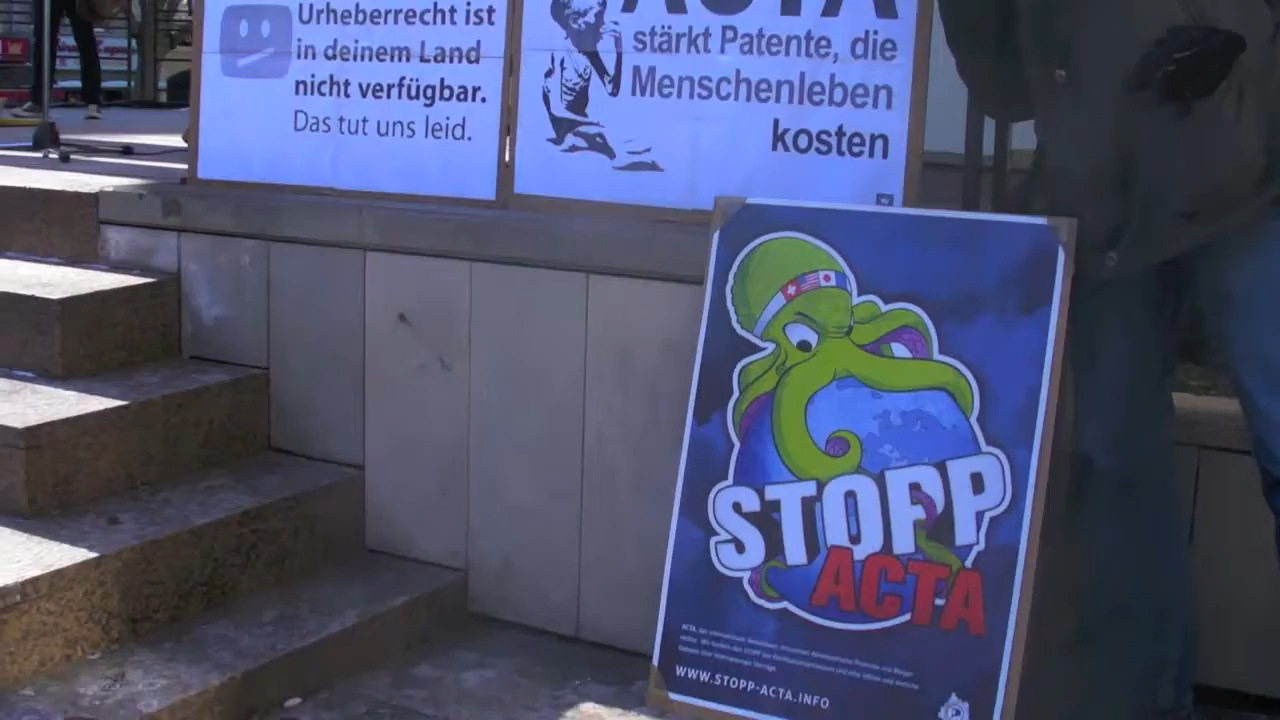 Urheberrecht ist
in deinem Land
nicht verfügbar.
Das tut uns leid.
ACTA
stärkt Patente, die
Menschenleben
kosten
STOPP
ACTA
WWW.STOPP-ACTA.INFO